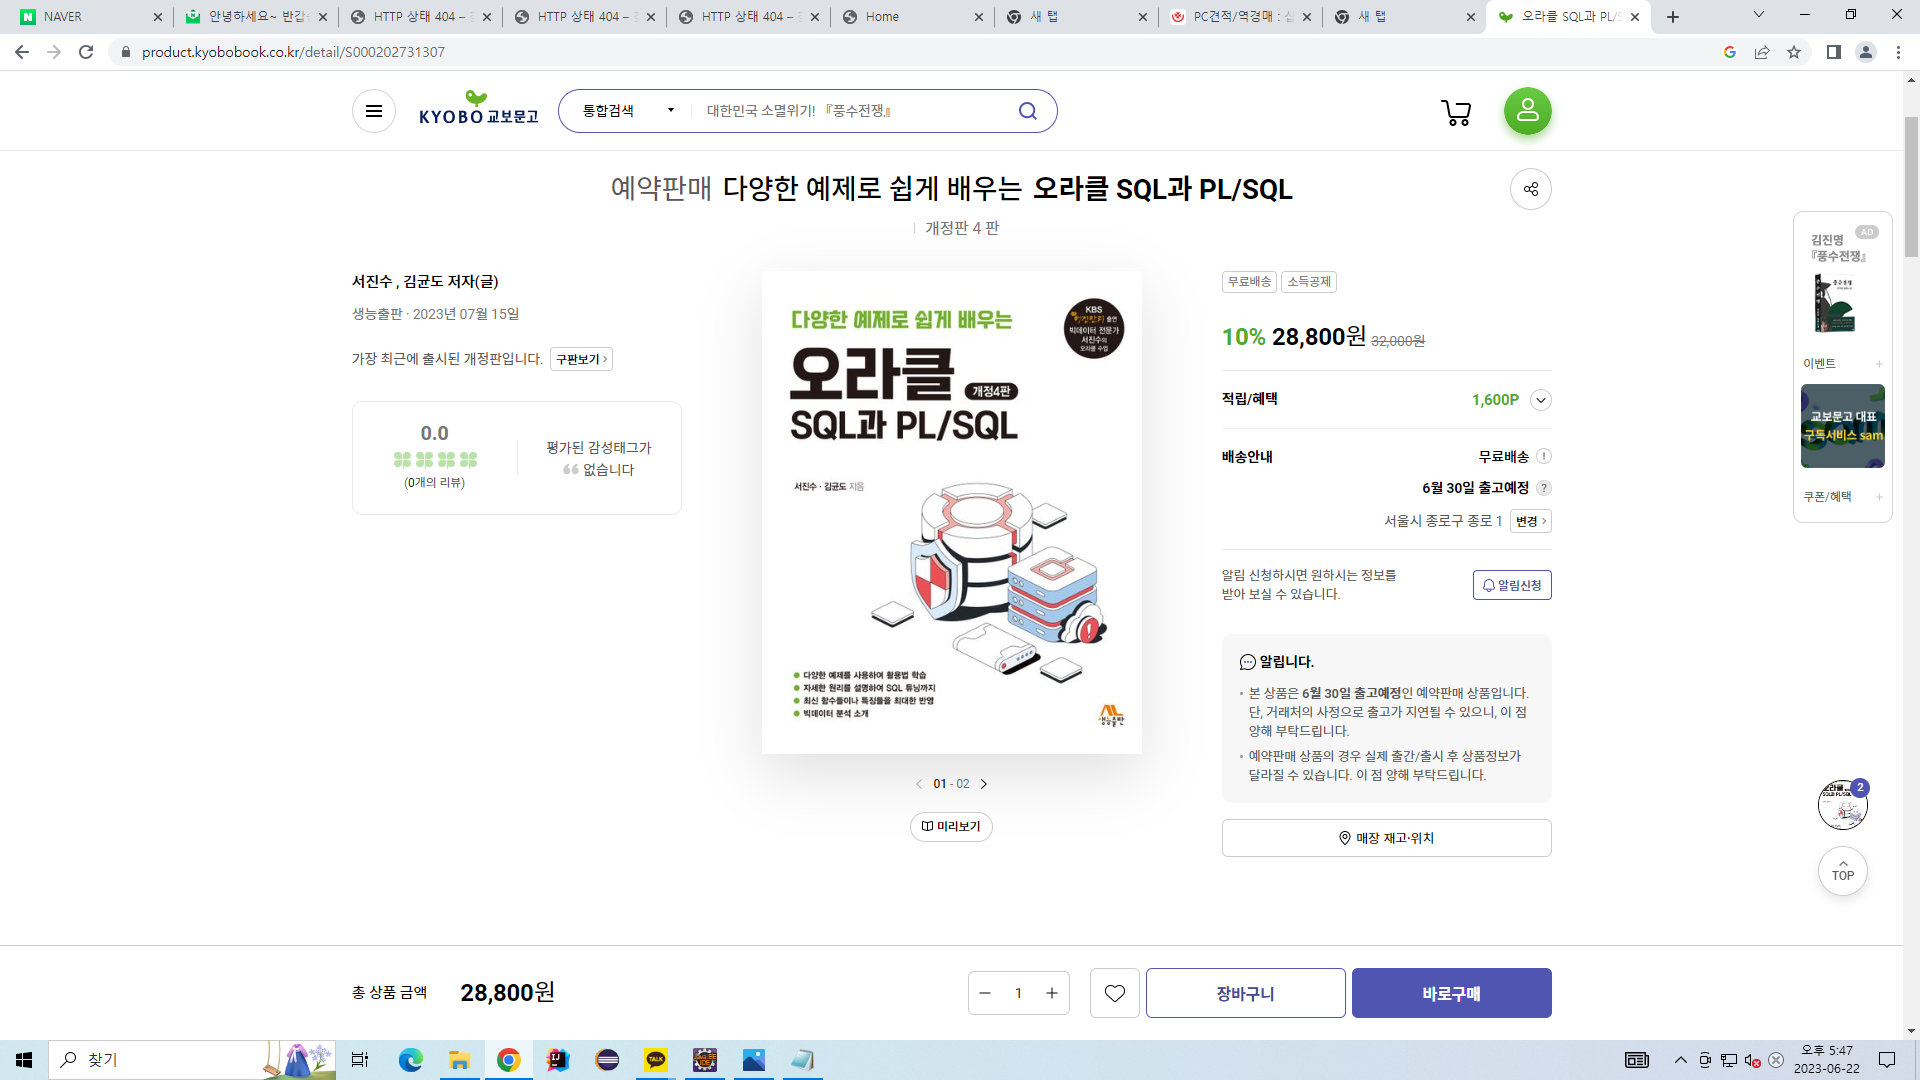 NAVER
안녕하세요~ 반갑
HTTP 상태 404 –
HTTP 상태 404 –
HTTP 상태 404 –
Home
새 탭
PC견적/역경매 :
새 탭
오라클 SQL과 PL/S
product.kyobobook.co.kr/detail/S000202731307
KYOBO 교보문고
통합검색
대한민국 소멸위기! 『풍수전쟁』
예약판매 다양한 예제로 쉽게 배우는 오라클 SQL과 PL/SQL
개정판 4 판
서진수 , 김균도 저자(글)
생능출판 · 2023년 07월 15일
가장 최근에 출시된 개정판입니다. 구판보기
0.0
(0개의 리뷰)
평가된 감성태그가
없습니다
다양한 예제로 쉽게 배우는
오라클
개정4판
SQL과 PL/SQL
KBS
출연
빅데이터 전문가
서진수의
오라클 수업
서진수 · 김균도 지음
다양한 예제를 사용하여 활용법 학습
자세한 원리를 설명하여 SQL 튜닝까지
최신 함수들이나 특징들을 최대한 반영
빅데이터 분석 소개
생능출판
01 - 02
미리보기
무료배송 소득공제
10% 28,800원 32,000원
적립/혜택 1,600P
배송안내 무료배송
6월 30일 출고예정
서울시 종로구 종로 1 변경
알림 신청하시면 원하시는 정보를
받아 보실 수 있습니다.
알림신청
알립니다.
본 상품은 6월 30일 출고예정인 예약판매 상품입니다.
단, 거래처의 사정으로 출고가 지연될 수 있으니, 이 점
양해 부탁드립니다.
예약판매 상품의 경우 실제 출간/출시 후 상품정보가
달라질 수 있습니다. 이 점 양해 부탁드립니다.
매장 재고·위치
AD
김진명
『풍수전쟁』
이벤트
교보문고 대표
구독서비스 sam
쿠폰/혜택
2
TOP
총 상품 금액 28,800원
1
장바구니
바로구매
찾기
오후 5:47
2023-06-22